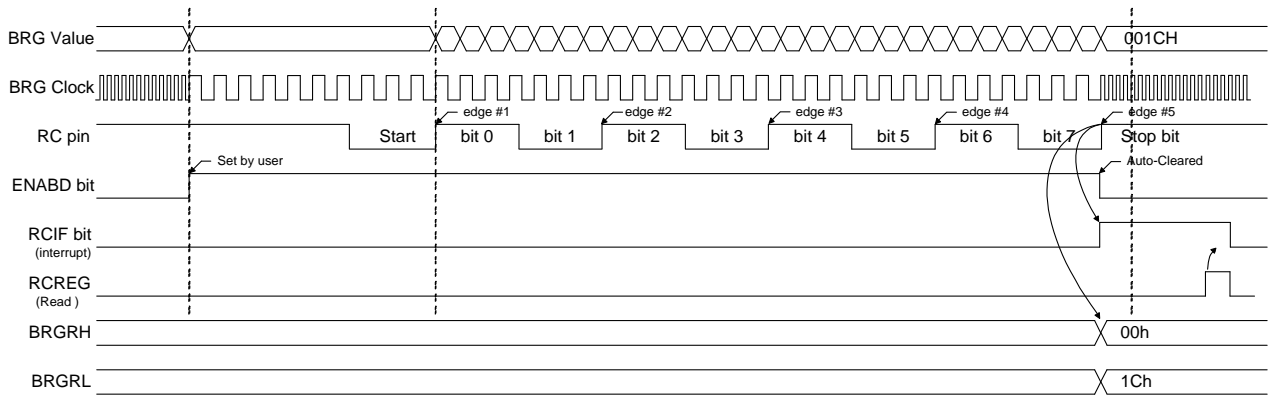 BRG Value
001CH
BRG Clock
edge #1
edge #2
edge #3
edge #4
edge #5
RC pin
Start
bit 0
bit 1
bit 2
bit 3
bit 4
bit 5
bit 6
bit 7
Stop bit
Set by user
Auto-Cleared
ENABD bit
RCIF bit
(interrupt)
RCREG
(Read )
BRGRH
00h
BRGRL
1Ch